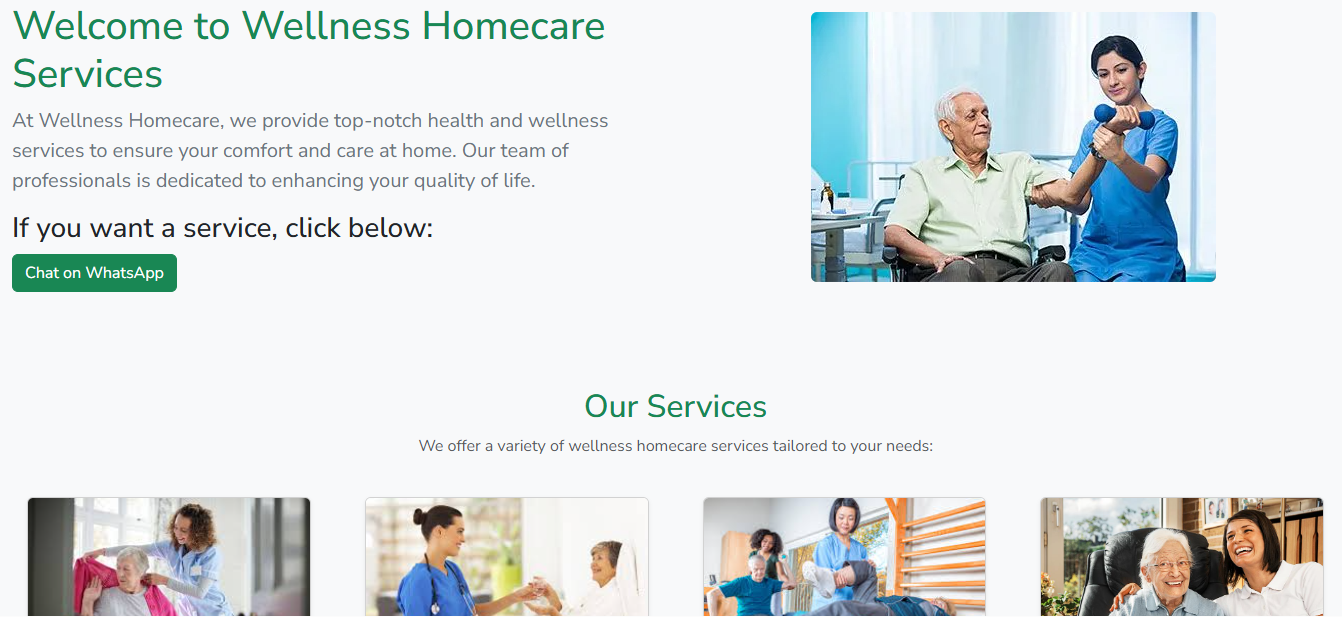 Welcome to Wellness Homecare
Services
At Wellness Homecare, we provide top-notch health and wellness
services to ensure your comfort and care at home. Our team of
professionals is dedicated to enhancing your quality of life.
If you want a service, click below:
Chat on WhatsApp
Our Services
We offer a variety of wellness homecare services tailored to your needs: